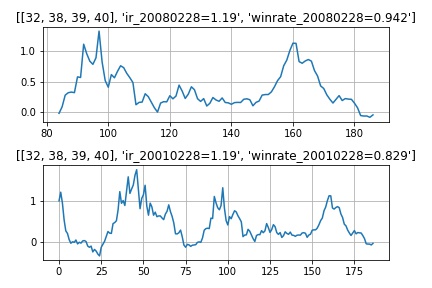 [[32, 38, 39, 40], 'ir_20080228=1.19', 'winrate_20080228=0.942']
1.0
0.5
0.0
80 100 120 140 160 180
[[32, 38, 39, 40], 'ir_20010228=1.19', 'winrate_20010228=0.829']
1
0
0 25 50 75 100 125 150 175